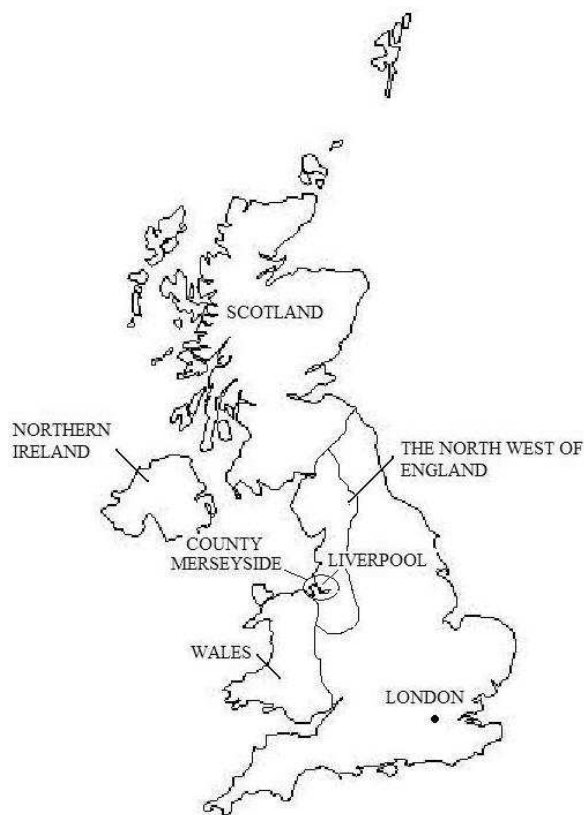 SCOTLAND
NORTHERN
IRELAND
THE NORTH WEST OF
ENGLAND
COUNTY
MERSEYSIDE
LIVERPOOL
WALES
LONDON